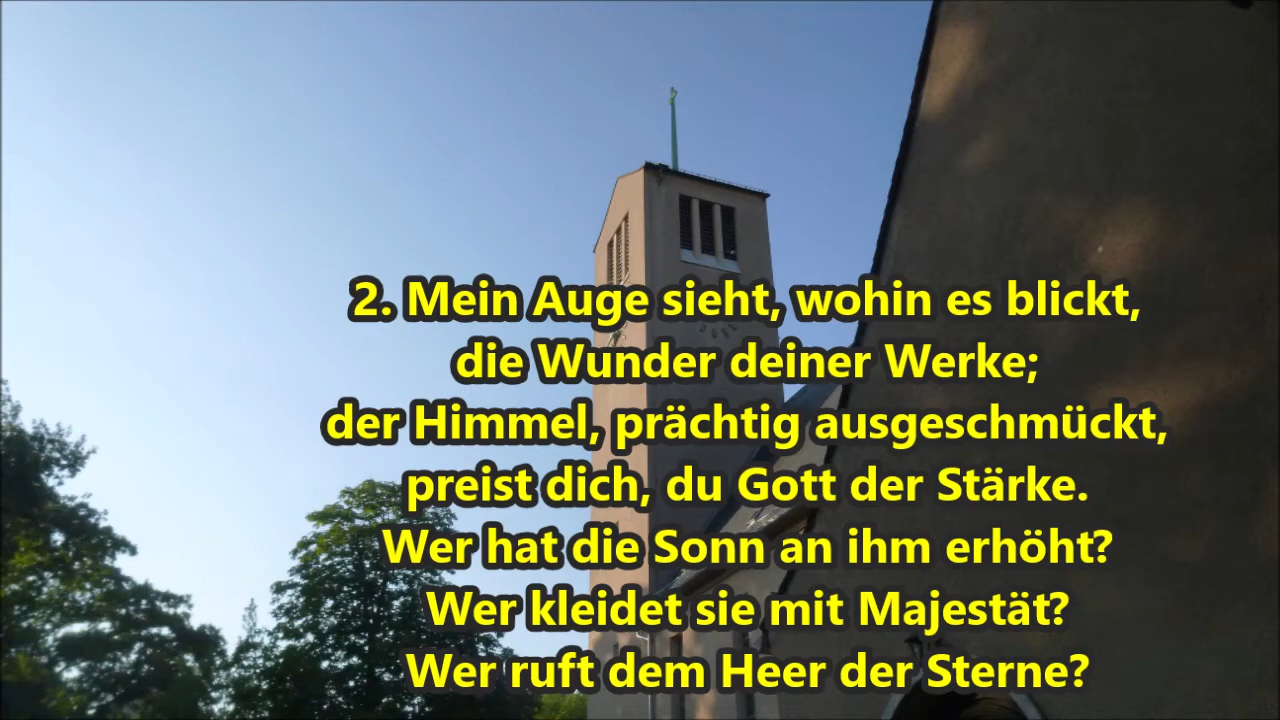 2. Mein Auge sieht, wohin es blickt,
die Wunder deiner Werke;
der Himmel, prächtig ausgeschmückt,
preist dich, du Gott der Stärke.
Wer hat die Sonn an ihm erhöht?
Wer kleidet sie mit Majestät?
Wer ruft dem Heer der Sterne?